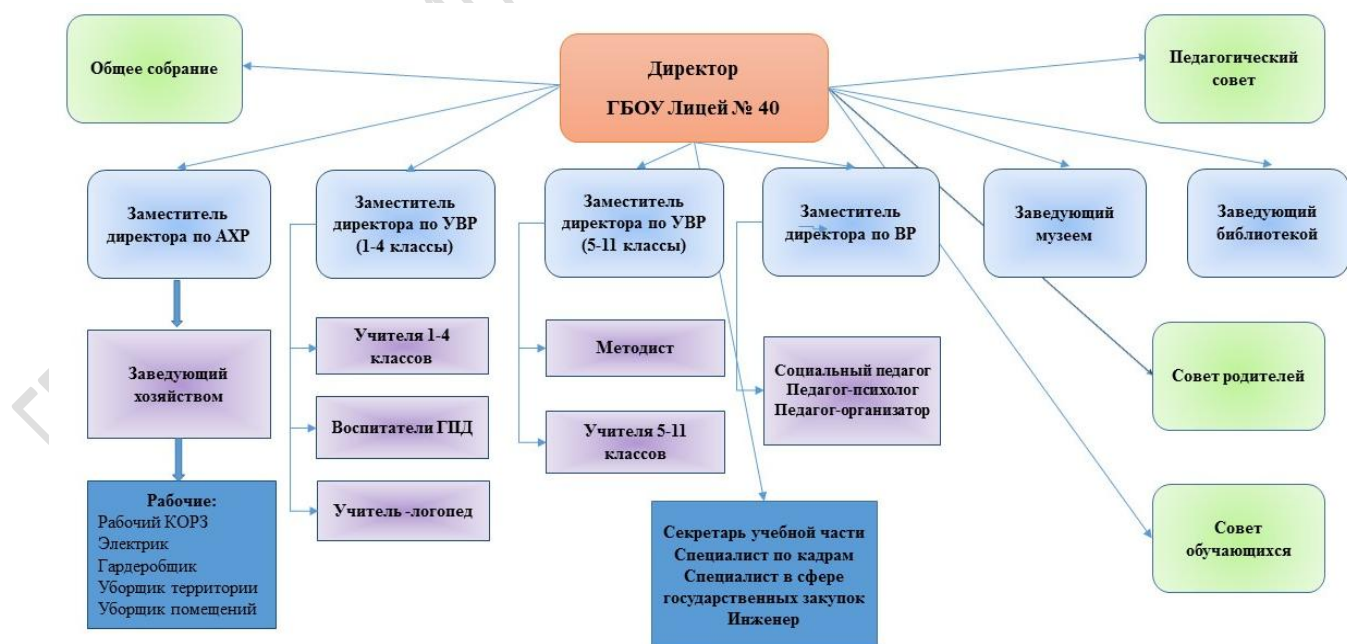 Общее собрание
Директор
ГБОУ Лицей № 40
Педагогический
совет
Заместитель
директора по АХР
Заместитель
директора по УВР
(1-4 классы)
Заместитель
директора по УВР
(5-11 классы)
Заместитель
директора по ВР
Заведующий
музеем
Заведующий
библиотекой
Заведующий
хозяйством
Учителя 1-4
классов
Методист
Социальный педагог
Педагог-психолог
Педагог-организатор
Совет родителей
Воспитатели ГПД
Учителя 5-11
классов
Рабочие:
Рабочий КОРЗ
Электрик
Гардеробщик
Уборщик территории
Уборщик помещений
Учитель -логопед
Секретарь учебной части
Специалист по кадрам
Специалист в сфере
государственных закупок
Инженер
Совет
обучающихся